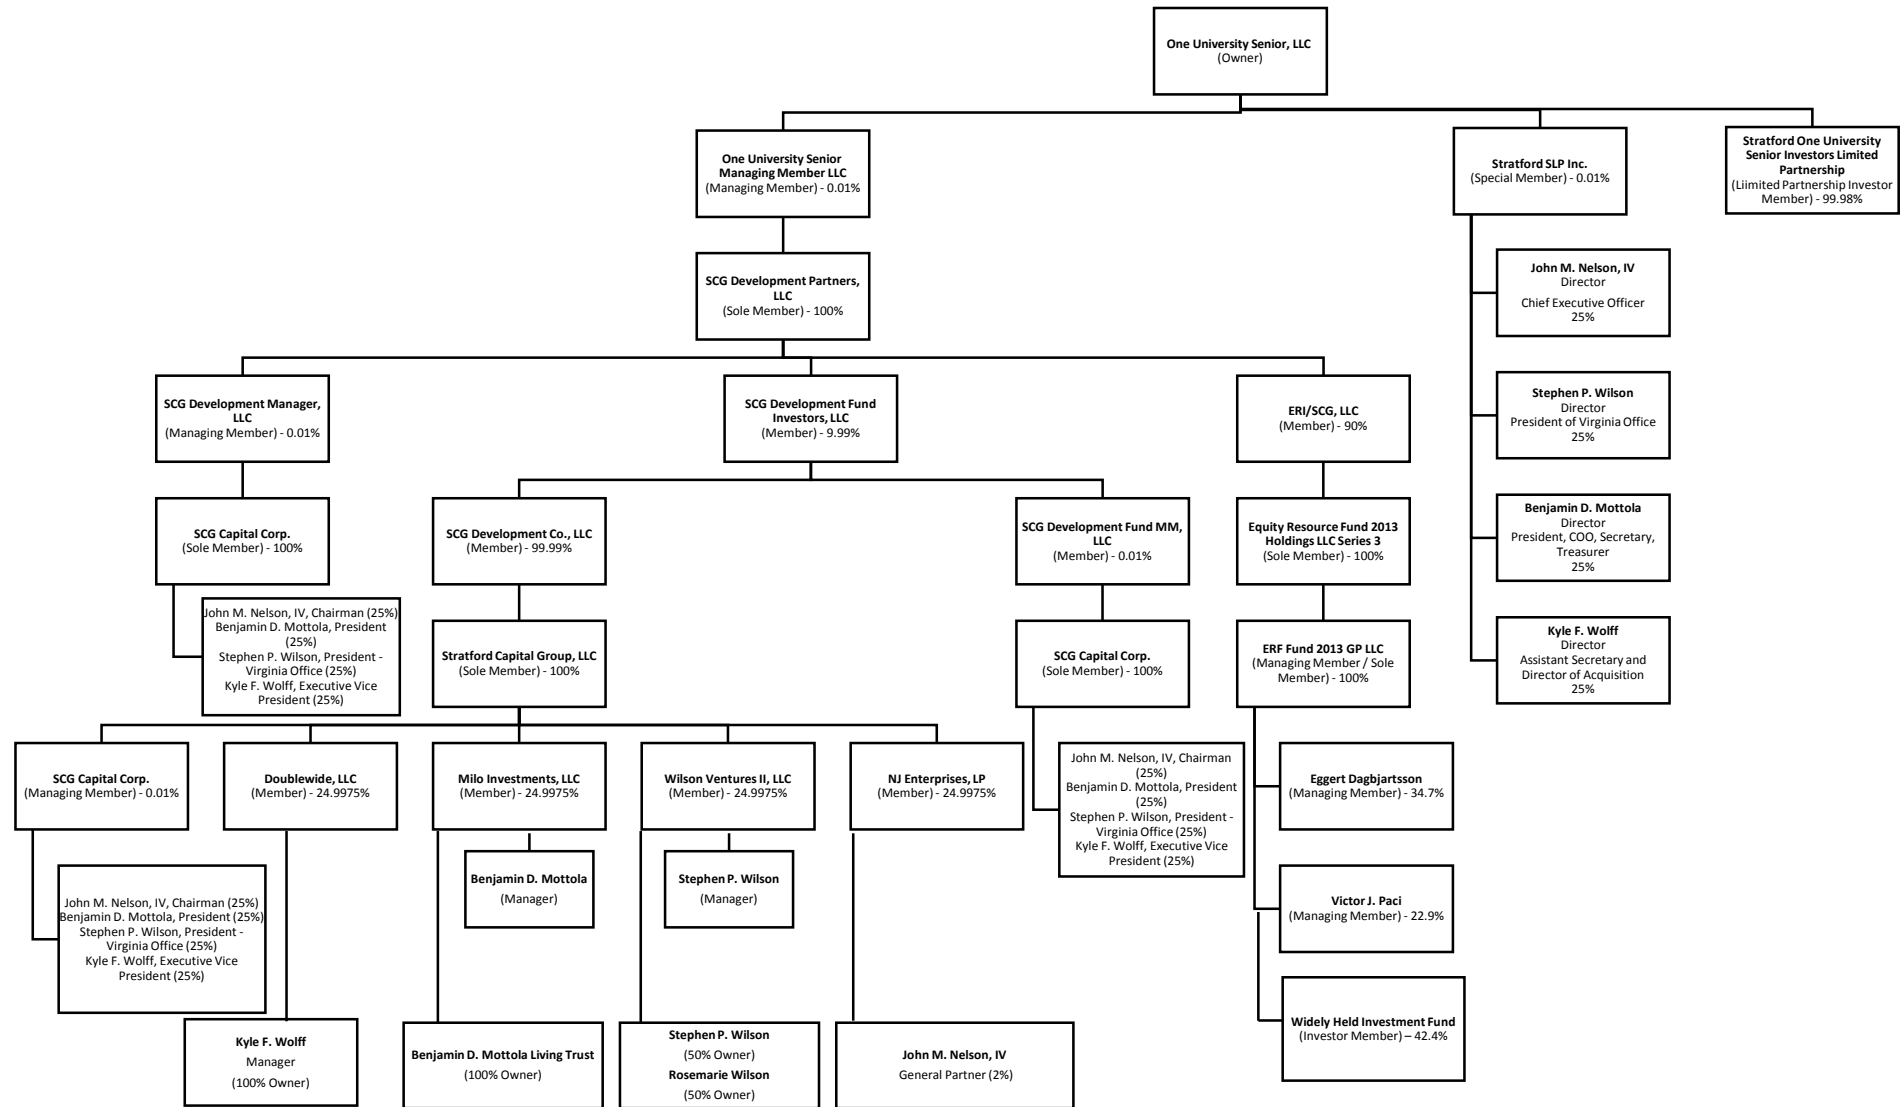 One University Senior, LLC
(Owner)
One University Senior
Managing Member LLC
(Managing Member) - 0.01%
Stratford SLP Inc.
(Special Member) - 0.01%
Stratford One University
Senior Investors Limited
Partnership
(Liimited Partnership Investor
Member) - 99.98%
SCG Development Partners,
LLC
(Sole Member) - 100%
John M. Nelson, IV
Director
Chief Executive Officer
25%
Stephen P. Wilson
Director
President of Virginia Office
25%
Benjamin D. Mottola
Director
President, COO, Secretary,
Treasurer
25%
Kyle F. Wolff
Director
Assistant Secretary and
Director of Acquisition
25%
SCG Development Manager,
LLC
(Managing Member) - 0.01%
SCG Development Fund
Investors, LLC
(Member) - 9.99%
ERI/SCG, LLC
(Member) - 90%
SCG Capital Corp.
(Sole Member) - 100%
SCG Development Co., LLC
(Member) - 99.99%
SCG Development Fund MM,
LLC
(Member) - 0.01%
Equity Resource Fund 2013
Holdings LLC Series 3
(Sole Member) - 100%
John M. Nelson, IV, Chairman (25%)
Benjamin D. Mottola, President
(25%)
Stephen P. Wilson, President -
Virginia Office (25%)
Kyle F. Wolff, Executive Vice
President (25%)
Stratford Capital Group, LLC
(Sole Member) - 100%
SCG Capital Corp.
(Sole Member) - 100%
ERF Fund 2013 GP LLC
(Managing Member / Sole
Member) - 100%
SCG Capital Corp.
(Managing Member) - 0.01%
Doublewide, LLC
(Member) - 24.9975%
Milo Investments, LLC
(Member) - 24.9975%
Wilson Ventures II, LLC
(Member) - 24.9975%
NJ Enterprises, LP
(Member) - 24.9975%
John M. Nelson, IV, Chairman
(25%)
Benjamin D. Mottola, President
(25%)
Stephen P. Wilson, President -
Virginia Office (25%)
Kyle F. Wolff, Executive Vice
President (25%)
Eggert Dagbjartsson
(Managing Member) - 34.7%
Victor J. Paci
(Managing Member) - 22.9%
Widely Held Investment Fund
(Investor Member) – 42.4%
John M. Nelson, IV, Chairman (25%)
Benjamin D. Mottola, President (25%)
Stephen P. Wilson, President -
Virginia Office (25%)
Kyle F. Wolff, Executive Vice
President (25%)
Benjamin D. Mottola
(Manager)
Stephen P. Wilson
(Manager)
Kyle F. Wolff
Manager
(100% Owner)
Benjamin D. Mottola Living Trust
(100% Owner)
Stephen P. Wilson
(50% Owner)
Rosemarie Wilson
(50% Owner)
John M. Nelson, IV
General Partner (2%)